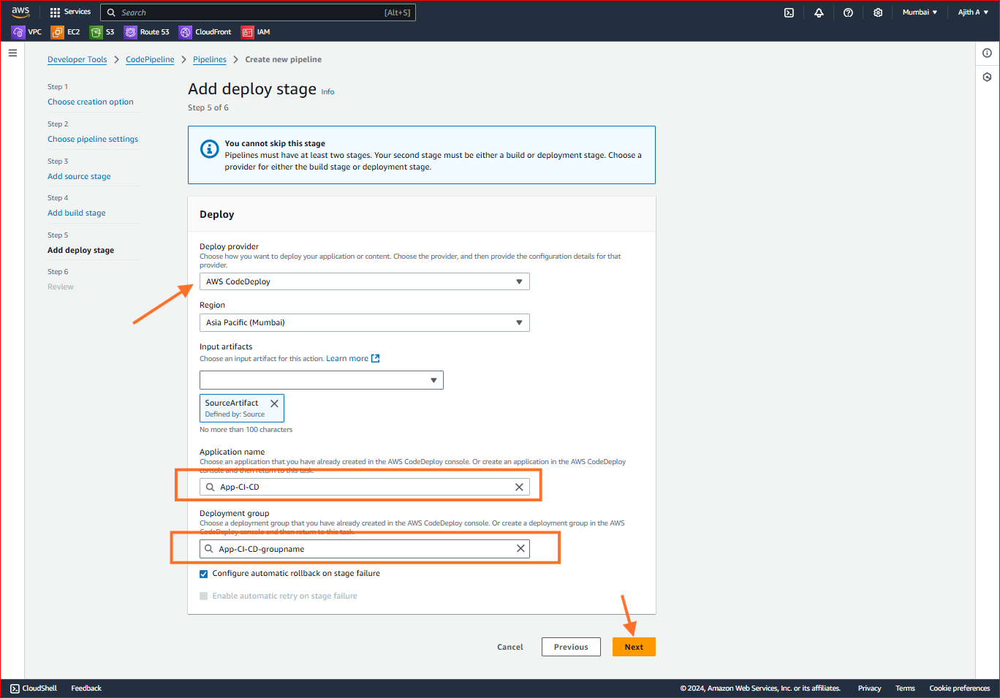 aws
Services
Search
[Alt+S]
Mumbai
Ajith A
VPC
EC2
S3
Route 53
CloudFront
IAM
Developer Tools
CodePipeline
Pipelines
Create new pipeline
Step 1
Choose creation option
Step 2
Choose pipeline settings
Step 3
Add source stage
Step 4
Add build stage
Step 5
Add deploy stage
Step 6
Review
Add deploy stage Info
Step 5 of 6
You cannot skip this stage
Pipelines must have at least two stages. Your second stage must be either a build or deployment stage. Choose a
provider for either the build stage or deployment stage.
Deploy
Deploy provider
Choose how you want to deploy your application or content. Choose the provider, and then provide the configuration details for that
provider.
AWS CodeDeploy
Region
Asia Pacific (Mumbai)
Input artifacts
Choose an input artifact for this action. Learn more
SourceArtifact
Defined by: Source
No more than 100 characters
Application name
Choose an application that you have already created in the AWS CodeDeploy console. Or create an application in the AWS CodeDeploy
console and then return to this task.
App-CI-CD
Deployment group
Choose a deployment group that you have already created in the AWS CodeDeploy console. Or create a deployment group in the AWS
CodeDeploy console and then return to this task.
App-CI-CD-groupname
Configure automatic rollback on stage failure
Enable automatic retry on stage failure
Cancel
Previous
Next
CloudShell
Feedback
© 2024, Amazon Web Services, Inc. or its affiliates.
Privacy
Terms
Cookie preferences